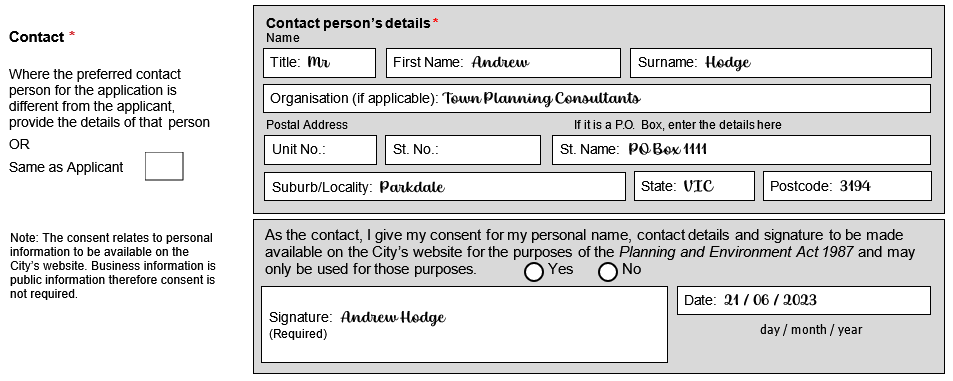 Contact *
Where the preferred contact
person for the application is
different from the applicant,
provide the details of that person
OR
Same as Applicant
Note: The consent relates to personal
information to be available on the
City's website. Business information is
public information therefore consent is
not required.
Contact person's details *
Name
Title: Mr First Name: Andrew Surname: Hodge
Organisation (if applicable): Town Planning Consultants
Postal Address If it is a P.O. Box, enter the details here
Unit No.: St. No.: St. Name: PO Box 1111
Suburb/Locality: Parkdale State: VIC Postcode: 3194
As the contact, I give my consent for my personal name, contact details and signature to be made
available on the City's website for the purposes of the Planning and Environment Act 1987 and may
only be used for those purposes. Yes No
Signature: Andrew Hodge
(Required)
Date: 21 / 06 / 2023
day / month / year